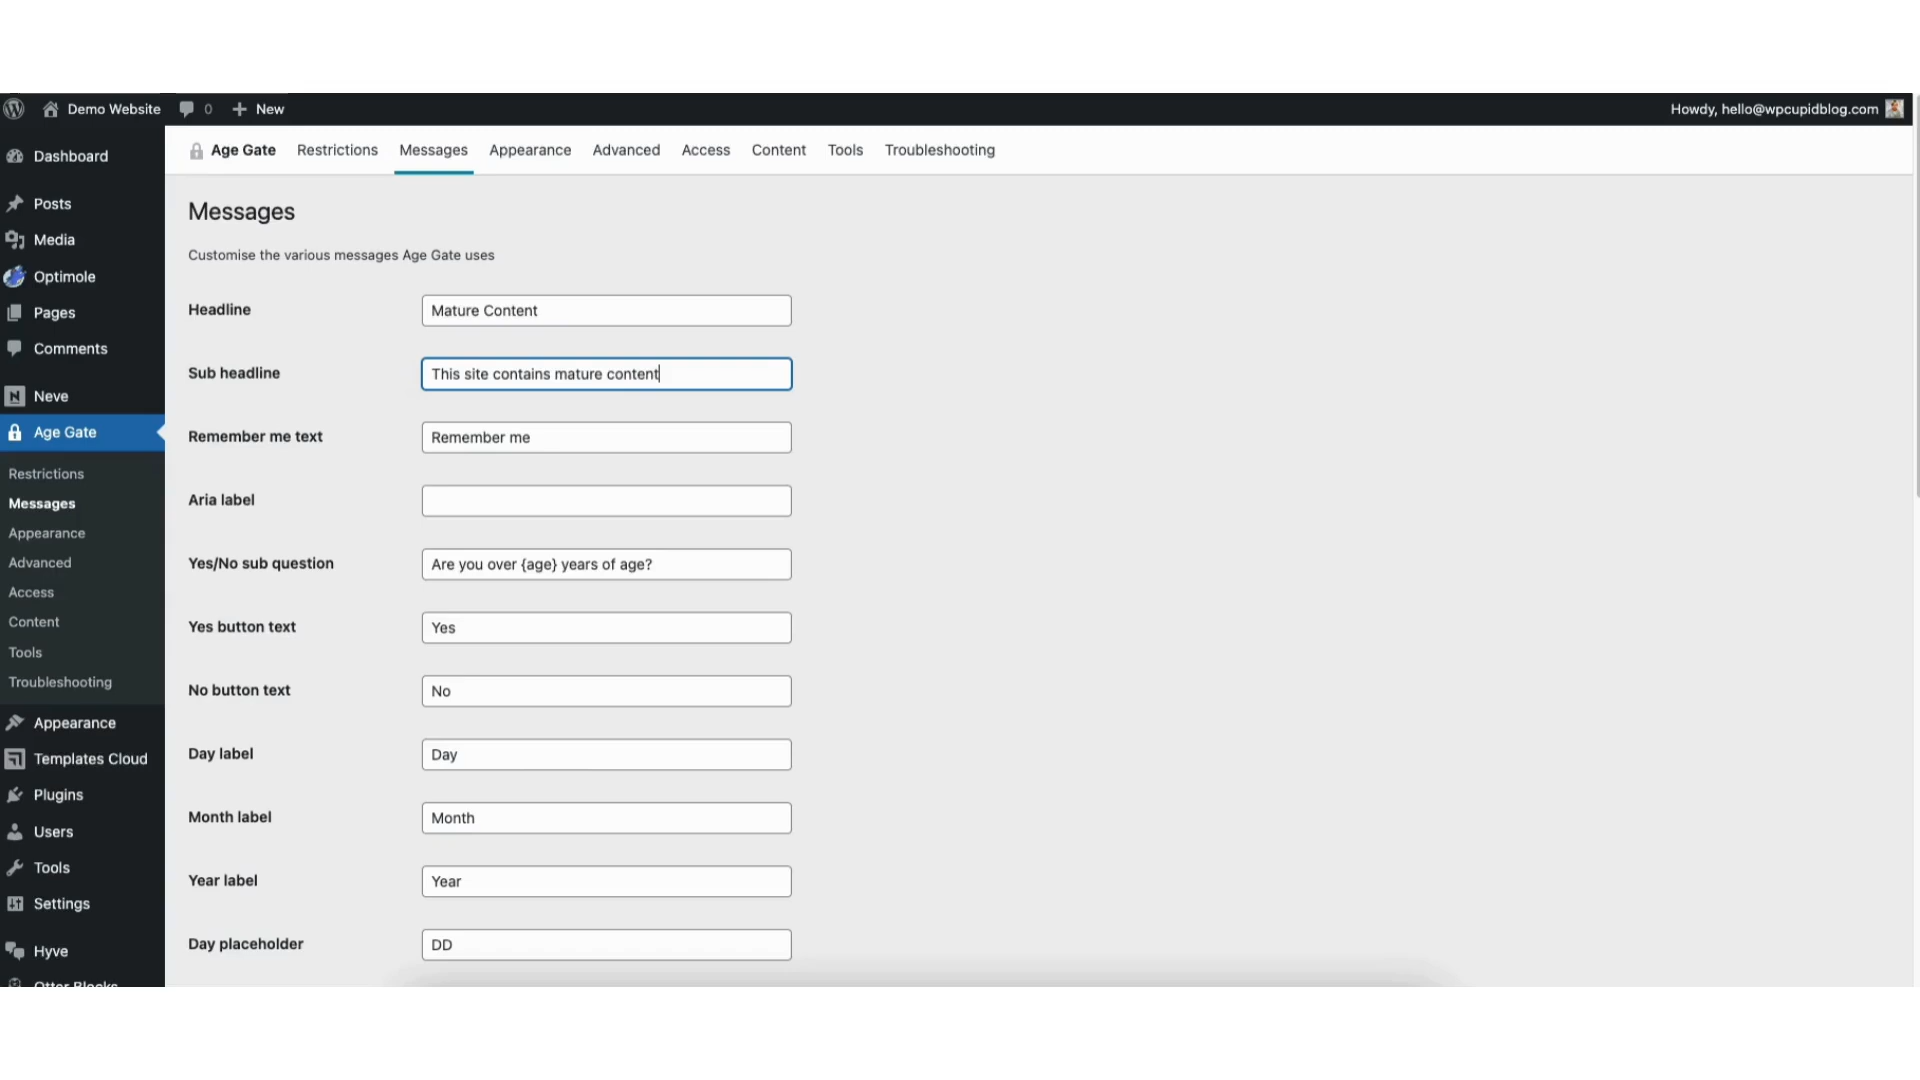 Demo Website 0 New Howdy, hello@wpcupidblog.com
Dashboard
Posts
Media
Optimole
Pages
Comments
Neve
Age Gate
Restrictions
Messages
Appearance
Advanced
Access
Content
Tools
Troubleshooting
Appearance
Templates Cloud
Plugins
Users
Tools
Settings
Hyve
Otter Blocks
Age Gate Restrictions Messages Appearance Advanced Access Content Tools Troubleshooting
Messages
Customise the various messages Age Gate uses
Headline Mature Content
Sub headline This site contains mature content
Remember me text Remember me
Aria label
Yes/No sub question Are you over {age} years of age?
Yes button text Yes
No button text No
Day label Day
Month label Month
Year label Year
Day placeholder DD